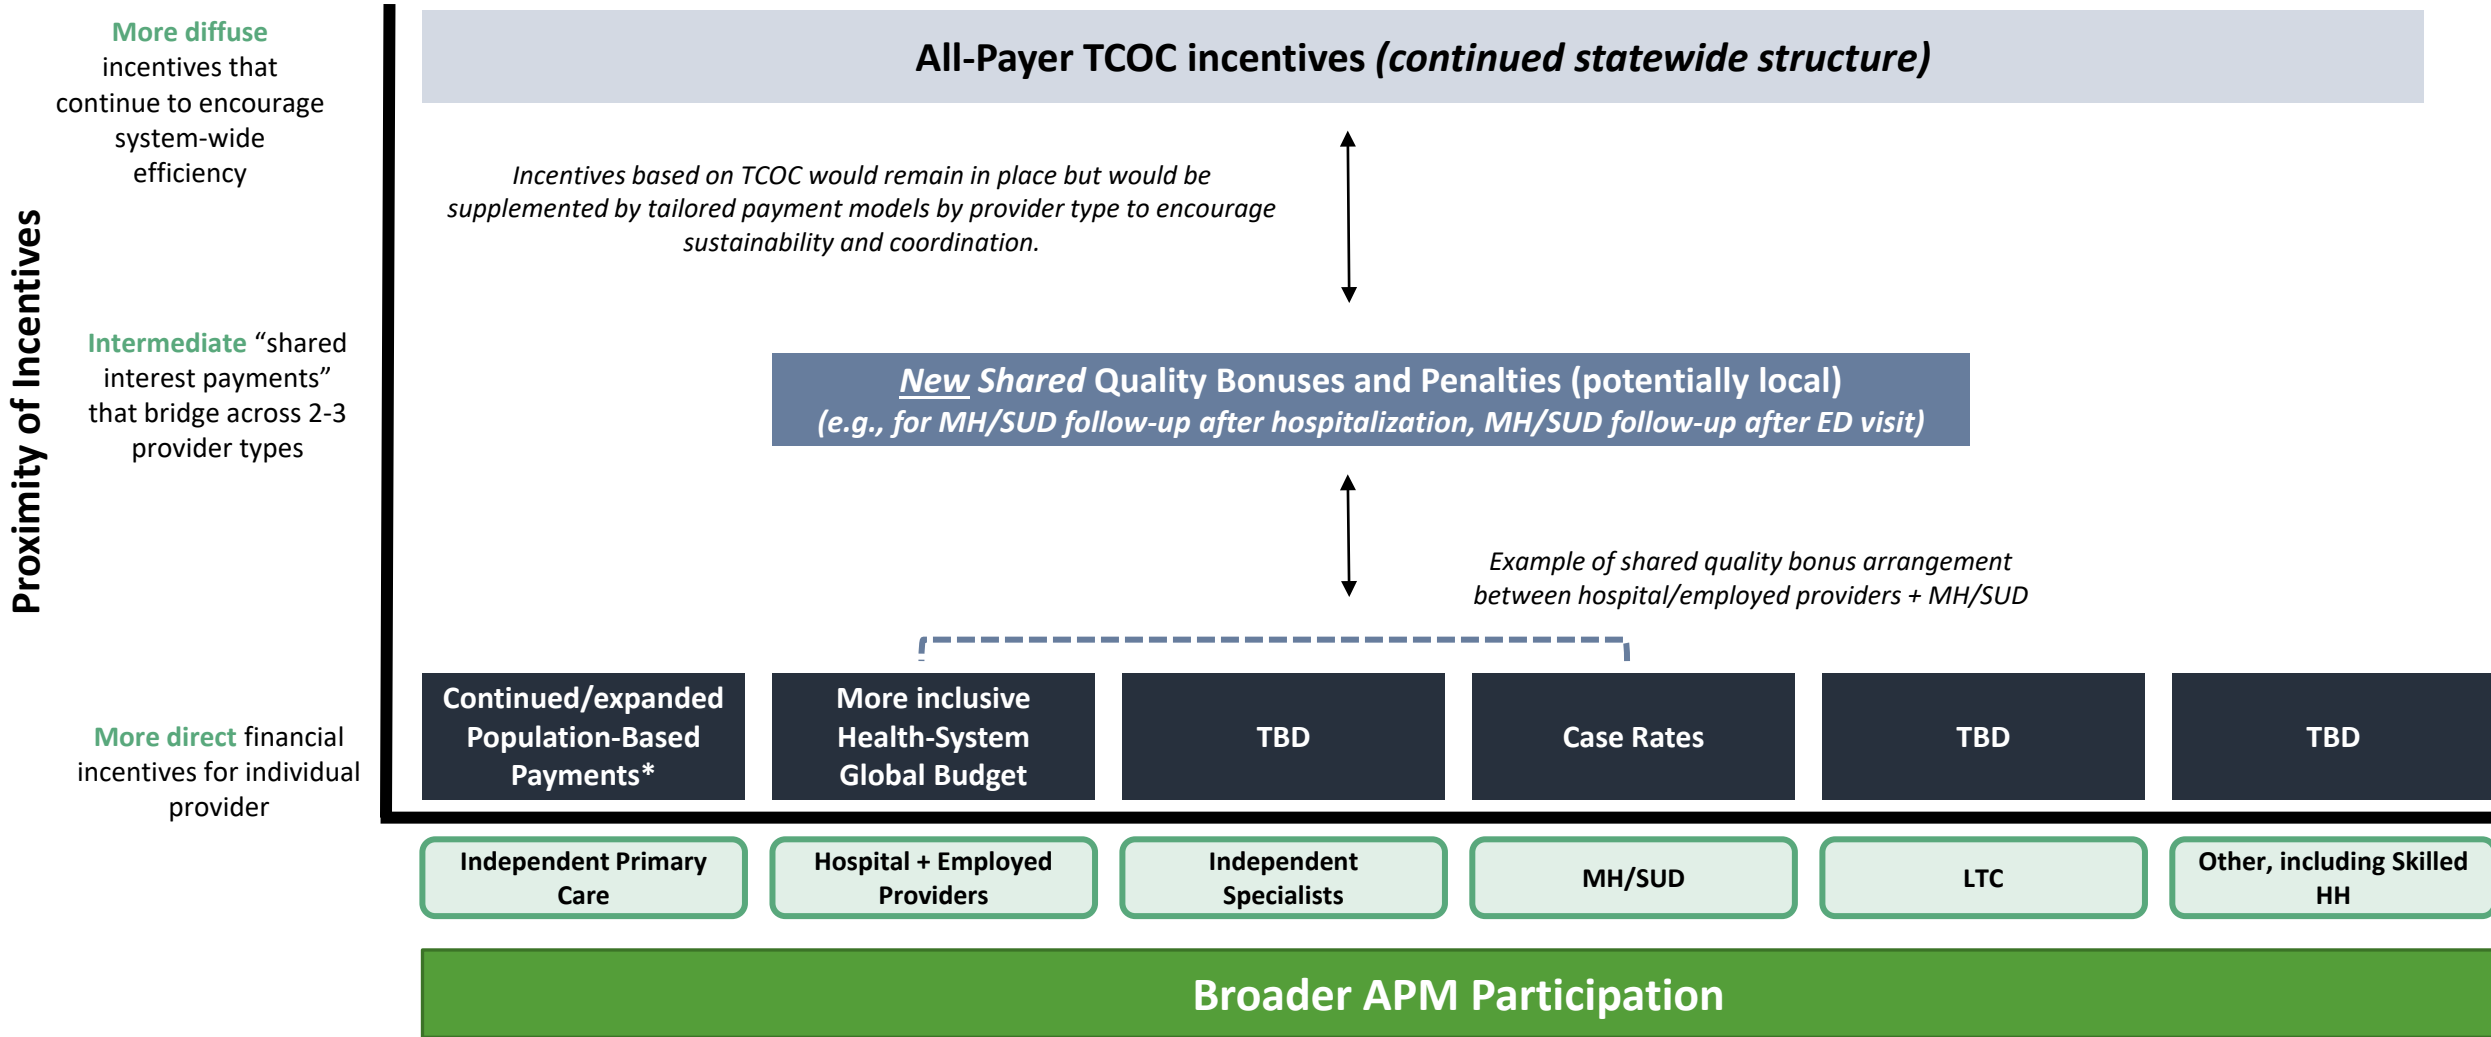 More diffuse
incentives that
continue to encourage
system-wide
efficiency
All-Payer TCOC incentives (continued statewide structure)
Incentives based on TCOC would remain in place but would be
supplemented by tailored payment models by provider type to encourage
sustainability and coordination.
Proximity of Incentives
Intermediate “shared
interest payments”
that bridge across 2-3
provider types
New Shared Quality Bonuses and Penalties (potentially local)
(e.g., for MH/SUD follow-up after hospitalization, MH/SUD follow-up after ED visit)
Example of shared quality bonus arrangement
between hospital/employed providers + MH/SUD
More direct financial
incentives for individual
provider
Continued/expanded
Population-Based
Payments*
More inclusive
Health-System
Global Budget
TBD
Case Rates
TBD
TBD
Independent Primary
Care
Hospital + Employed
Providers
Independent
Specialists
MH/SUD
LTC
Other, including Skilled
HH
Broader APM Participation